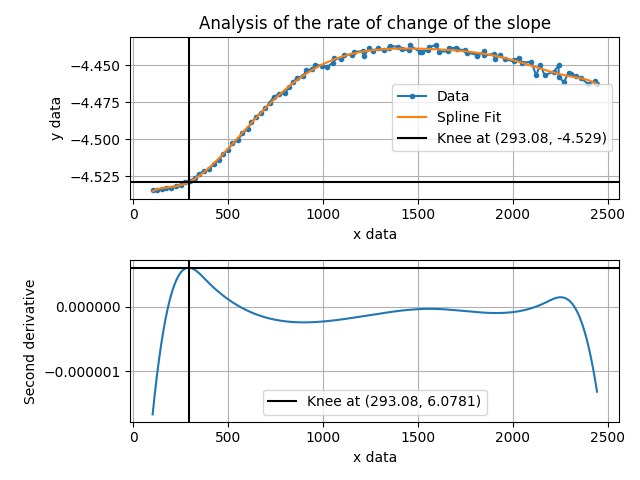 Analysis of the rate of change of the slope
−4.450
−4.475
−4.500
−4.525
y data
Data
Spline Fit
Knee at (293.08, -4.529)
0 500 1000 1500 2000 2500
x data
0.000000
−0.000001
Second derivative
Knee at (293.08, 6.0781)
0 500 1000 1500 2000 2500
x data